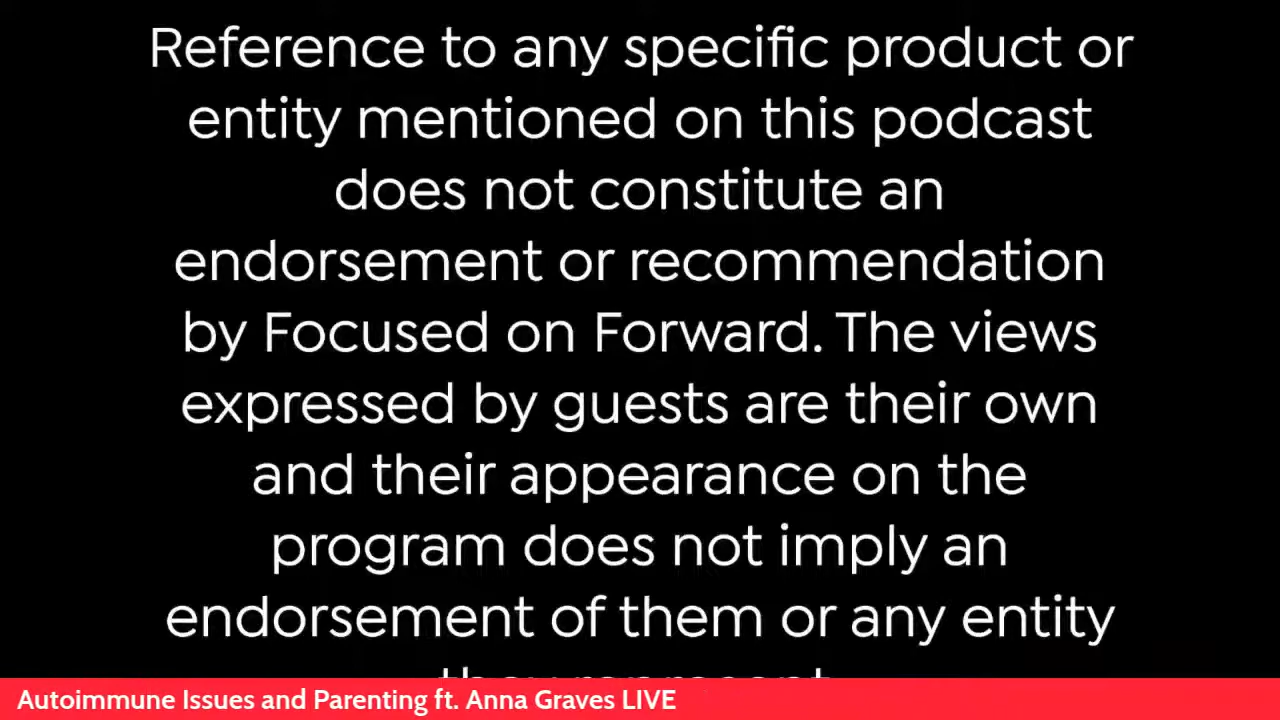 Reference to any specific product or
entity mentioned on this podcast
does not constitute an
endorsement or recommendation
by Focused on Forward. The views
expressed by guests are their own
and their appearance on the
program does not imply an
endorsement of them or any entity
they represent.
Autoimmune Issues and Parenting ft. Anna Graves LIVE